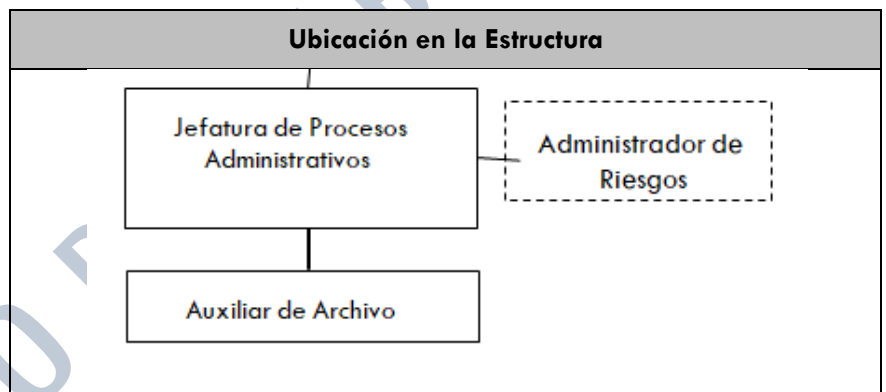 Ubicación en la Estructura
Jefatura de Procesos
Administrativos
Administrador de
Riesgos
Auxiliar de Archivo